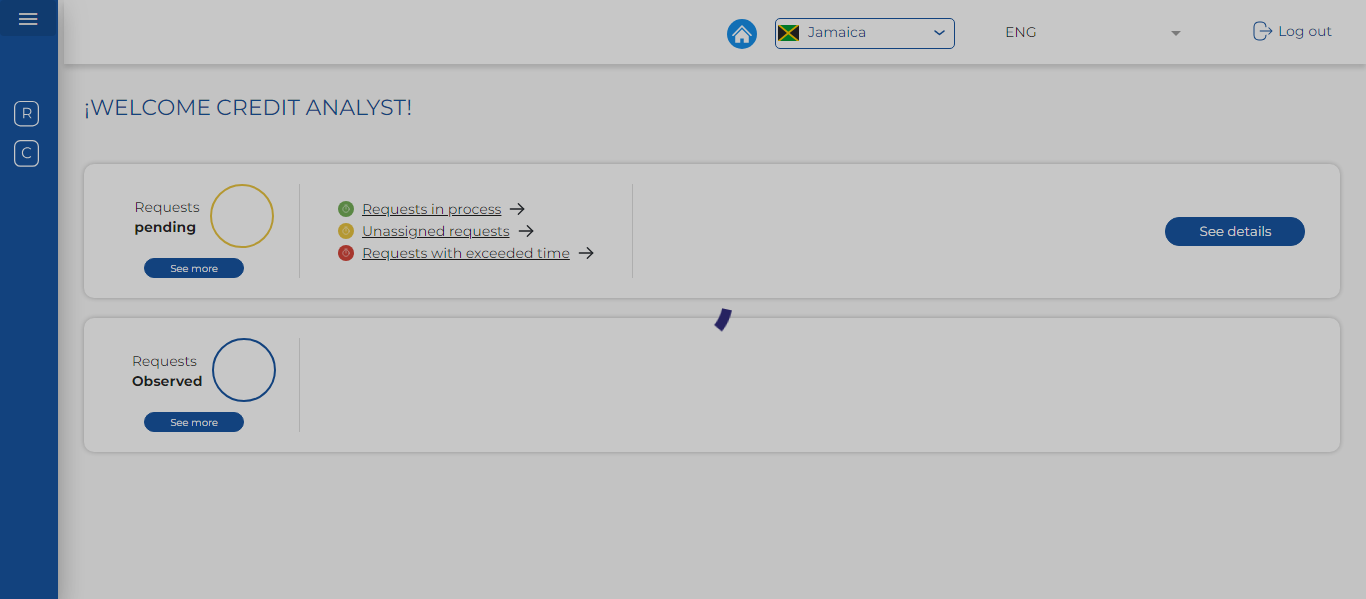 Jamaica
ENG
Log out
R
C
¡WELCOME CREDIT ANALYST!
Requests
pending
See more
Requests in process
Unassigned requests
Requests with exceeded time
See details
Requests
Observed
See more